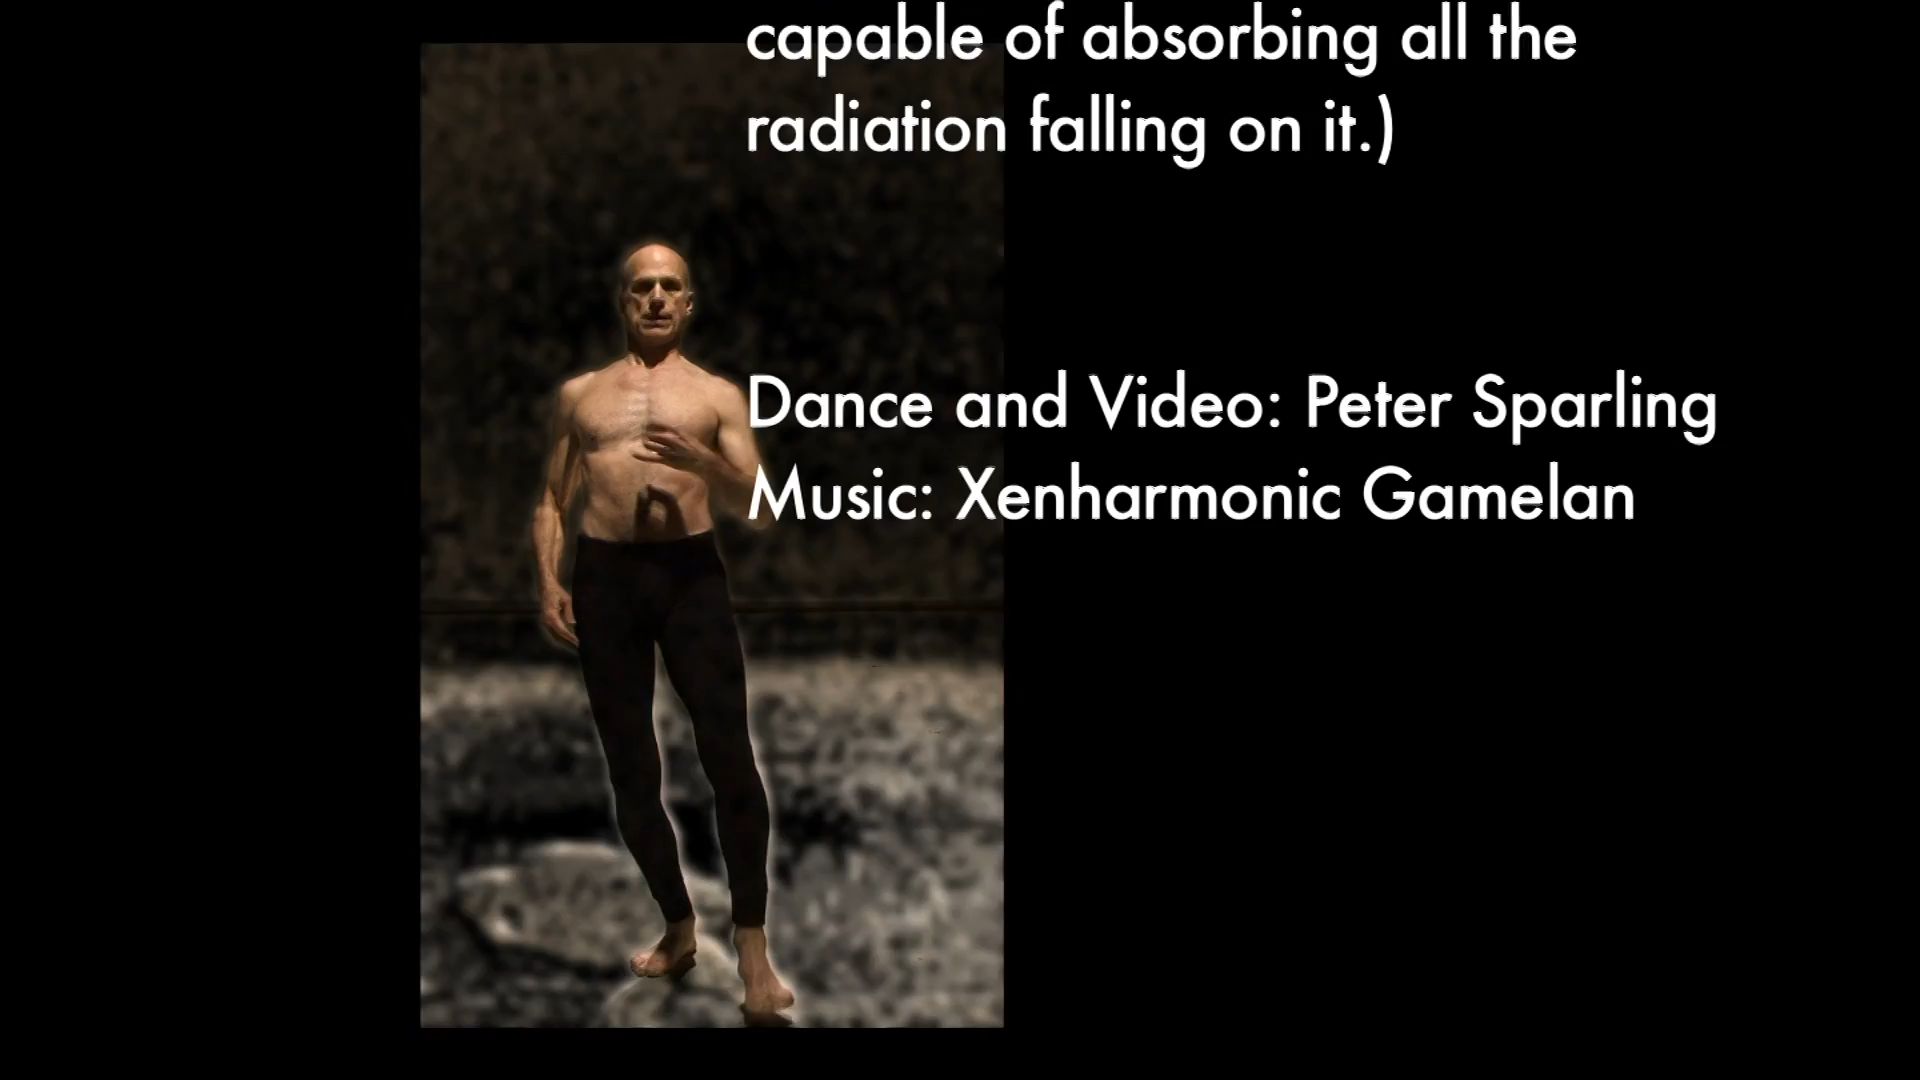 capable of absorbing all the
radiation falling on it.)
Dance and Video: Peter Sparling
Music: Xenharmonic Gamelan